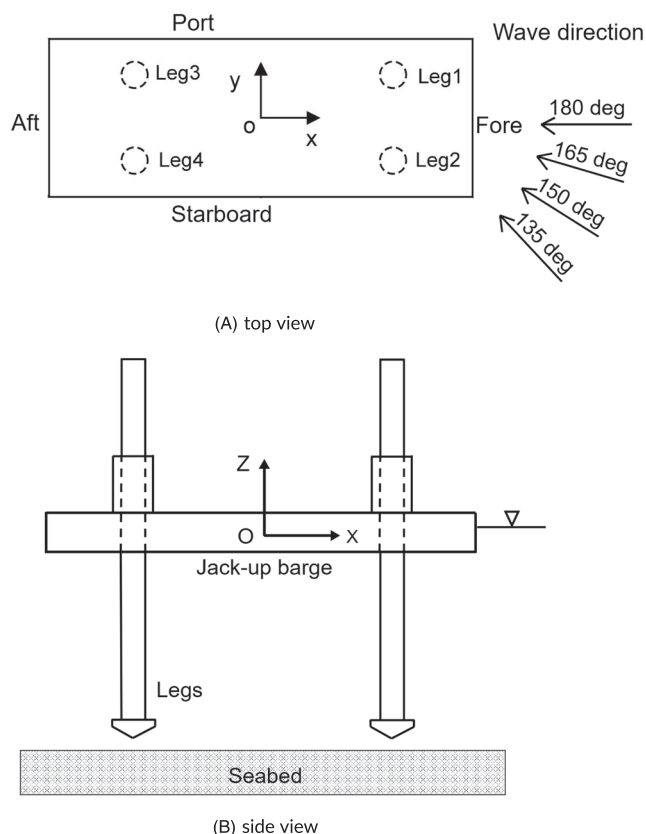 Port
Wave direction
Leg3
y
Leg1
Aft
o
x
Fore
180 deg
Leg4
Leg2
165 deg
150 deg
135 deg
Starboard
(A) top view
Z
O
X
Jack-up barge
Legs
Seabed
(B) side view